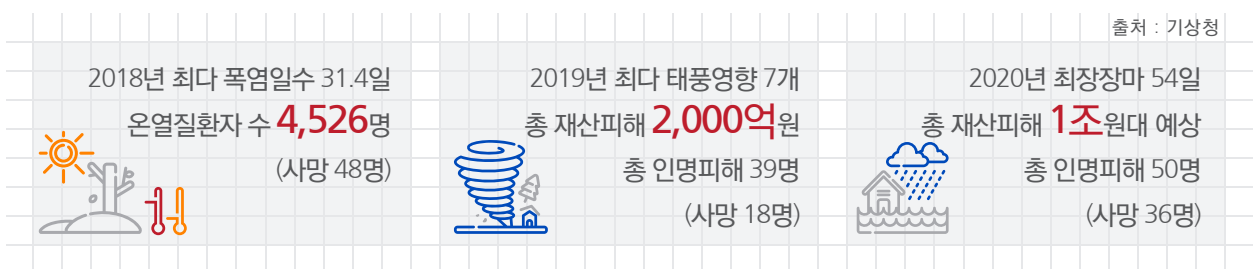 출처 : 기상청
2018년 최다 폭염일수 31.4일
온열질환자 수 4,526명
(사망 48명)
2019년 최다 태풍영향 7개
총 재산피해 2,000억원
총 인명피해 39명
(사망 18명)
2020년 최장장마 54일
총 재산피해 1조원대 예상
총 인명피해 50명
(사망 36명)